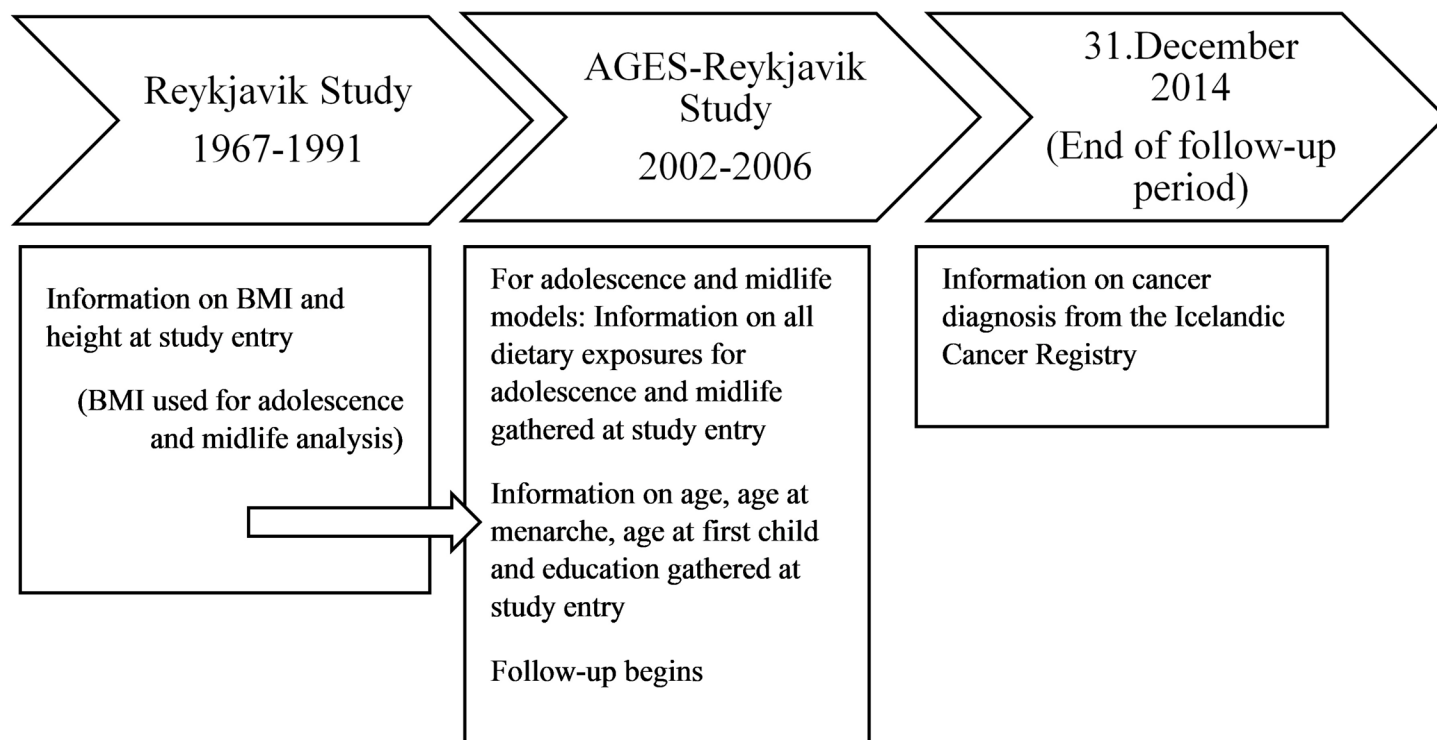 Reykjavik Study
1967-1991
AGES-Reykjavik
Study
2002-2006
31.December
2014
(End of follow-up
period)
Information on BMI and
height at study entry
(BMI used for adolescence
and midlife analysis)
For adolescence and midlife
models: Information on all
dietary exposures for
adolescence and midlife
gathered at study entry
Information on age, age at
menarche, age at first child
and education gathered at
study entry
Follow-up begins
Information on cancer
diagnosis from the Icelandic
Cancer Registry